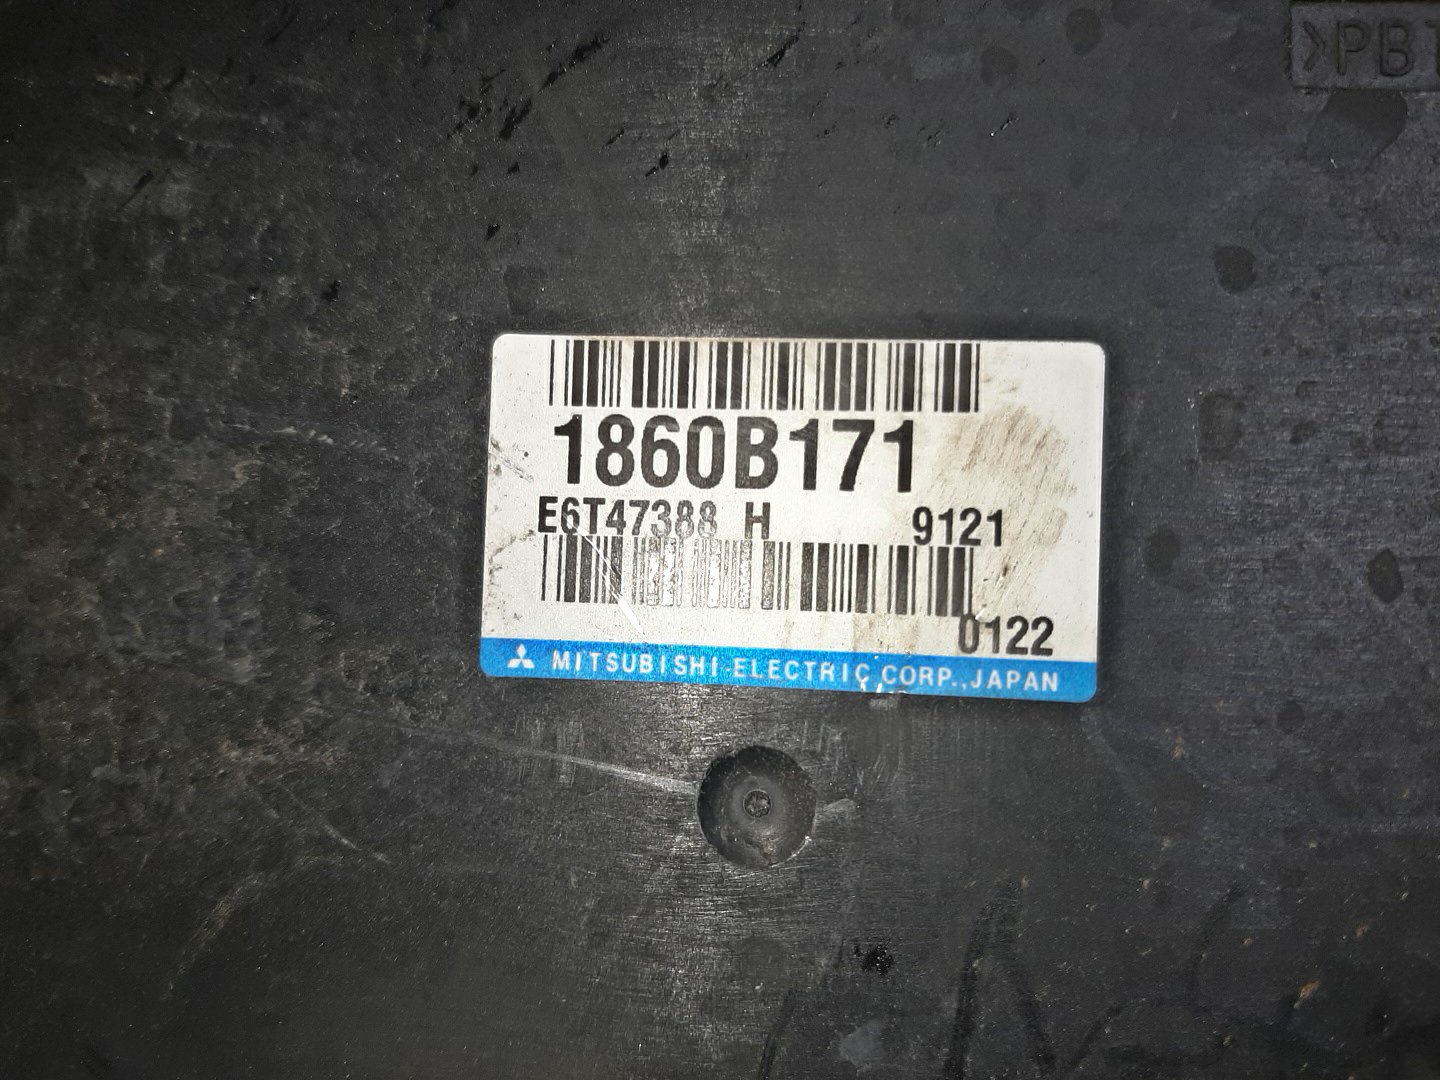 >PBT
1860B171
E6T47388 H 9121
0122
MITSUBISHI ELECTRIC CORP., JAPAN